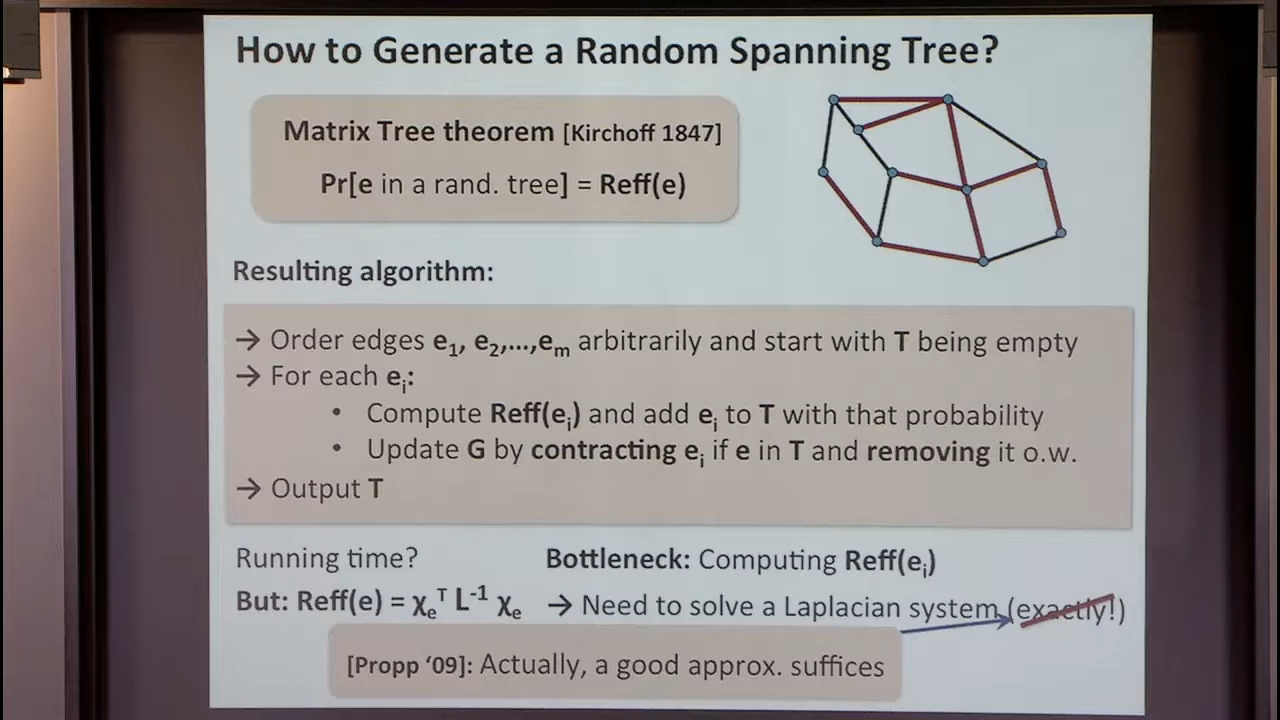 How to Generate a Random Spanning Tree?
Matrix Tree theorem [Kirchoff 1847]
Pr[e in a rand. tree] = Reff(e)
Resulting algorithm:
→ Order edges e₁, e₂,...,eₘ arbitrarily and start with T being empty
→ For each eᵢ:
• Compute Reff(eᵢ) and add eᵢ to T with that probability
• Update G by contracting eᵢ if e in T and removing it o.w.
→ Output T
Running time? Bottleneck: Computing Reff(eᵢ)
But: Reff(e) = χₑᵀ L⁻¹ χₑ → Need to solve a Laplacian system (exactly!)
[Propp ‘09]: Actually, a good approx. suffices